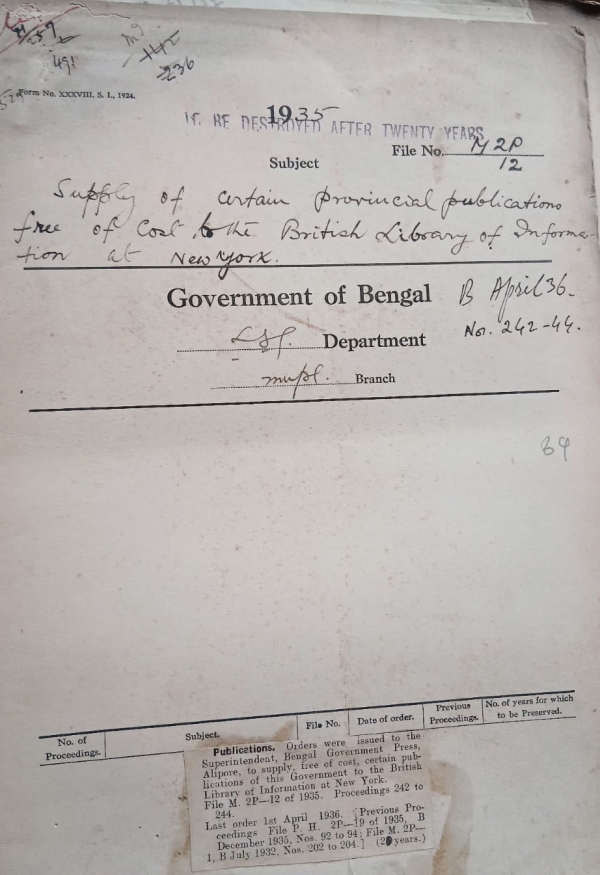 491
236
Form No. XXXVIII, S. I., 1924.
1935
TO BE DESTROYED AFTER TWENTY YEARS
File No. M 2P
12
Subject
Supply of certain provincial publications
free of cost to the British Library of Informa-
tion at New York.
Government of Bengal
B April 36.
Nos. 242-44.
LSG. Department
mupl. Branch
64
No. of Proceedings.
Subject.
File No.
Date of order.
Previous Proceedings.
No. of years for which to be Preserved.
Publications. Orders were issued to the
Superintendent, Bengal Government Press,
Alipore, to supply, free of cost, certain pub-
lications of this Government to the British
Library of Information at New York.
File M. 2P—12 of 1935. Proceedings 242 to
244.
Last order 1st April 1936. [Previous Pro-
ceedings File P. H. 2P—19 of 1935, B
December 1935, Nos. 92 to 94; File M. 2P—
1, B July 1932, Nos. 202 to 204.] (20 years.)